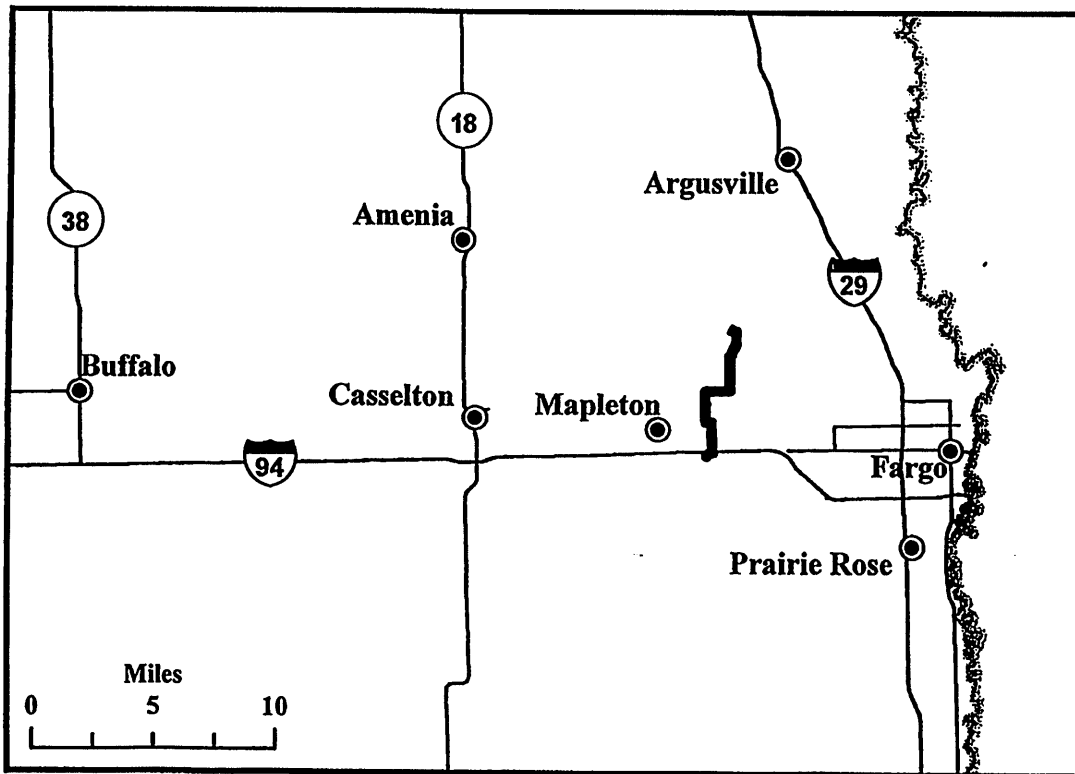 18
Argusville
38
Amenia
29
Buffalo
Casselton
Mapleton
94
Fargo
Prairie Rose
Miles
0 5 10